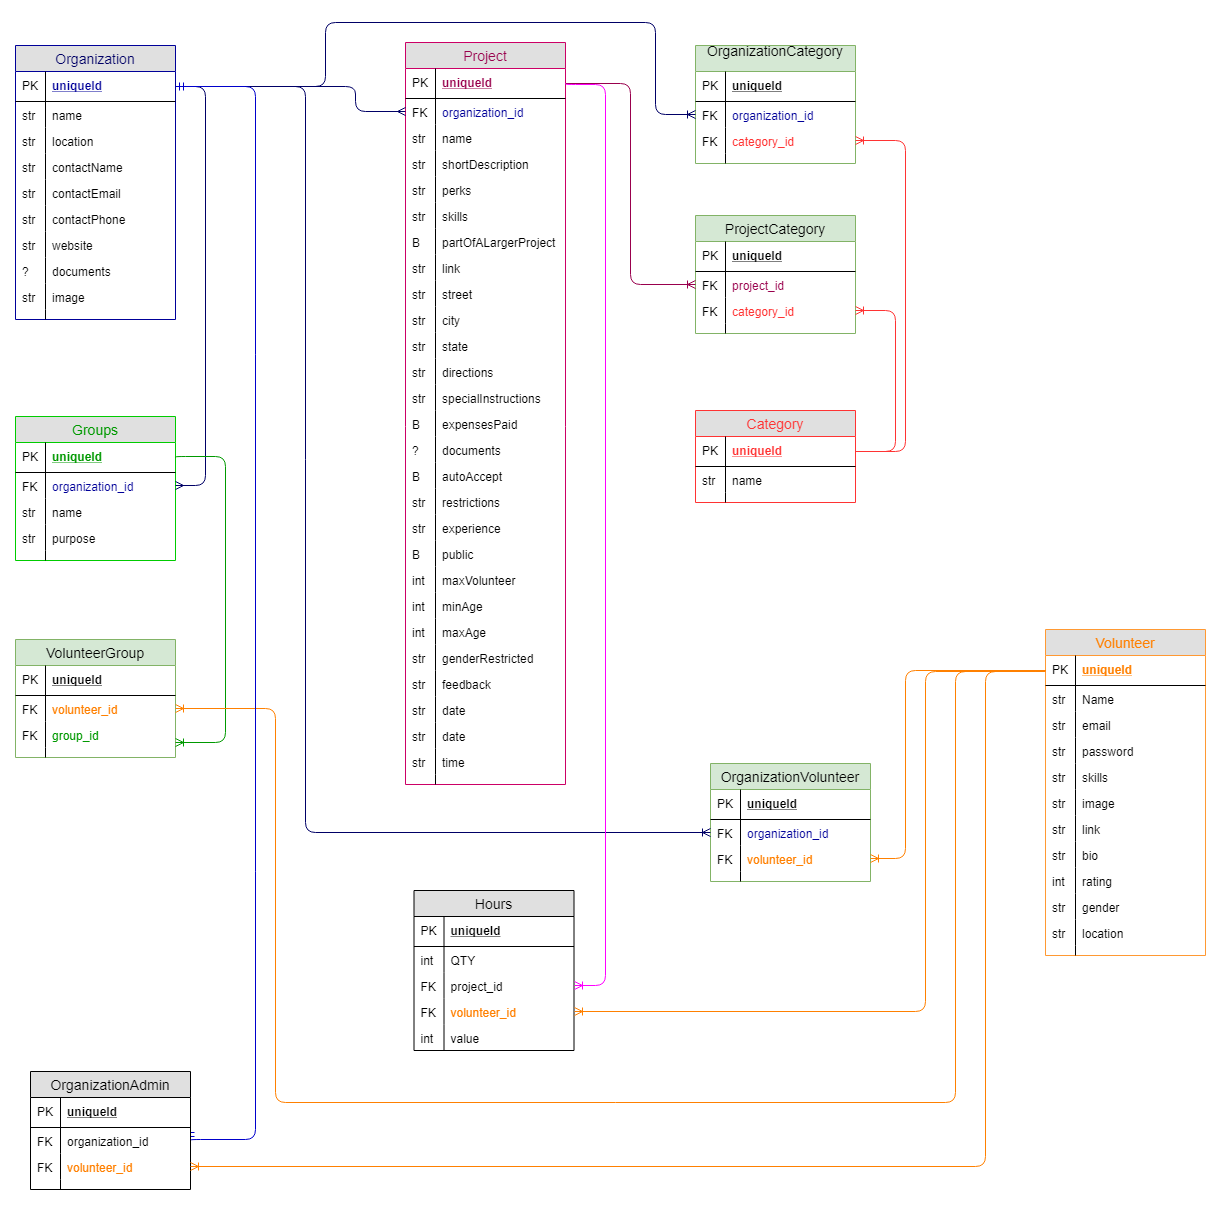 Organization
PK uniqueId
str name
str location
str contactName
str contactEmail
str contactPhone
str website
? documents
str image
Groups
PK uniqueId
FK organization_id
str name
str purpose
VolunteerGroup
PK uniqueId
FK volunteer_id
FK group_id
OrganizationAdmin
PK uniqueId
FK organization_id
FK volunteer_id
Project
PK uniqueId
FK organization_id
str name
str shortDescription
str perks
str skills
B partOfALargerProject
str link
str street
str city
str state
str directions
str specialInstructions
B expensesPaid
? documents
B autoAccept
str restrictions
str experience
B public
int maxVolunteer
int minAge
int maxAge
str genderRestricted
str feedback
str date
str date
str time
Hours
PK uniqueId
int QTY
FK project_id
FK volunteer_id
int value
OrganizationCategory
PK uniqueId
FK organization_id
FK category_id
ProjectCategory
PK uniqueId
FK project_id
FK category_id
Category
PK uniqueId
str name
OrganizationVolunteer
PK uniqueId
FK organization_id
FK volunteer_id
Volunteer
PK uniqueId
str Name
str email
str password
str skills
str image
str link
str bio
int rating
str gender
str location